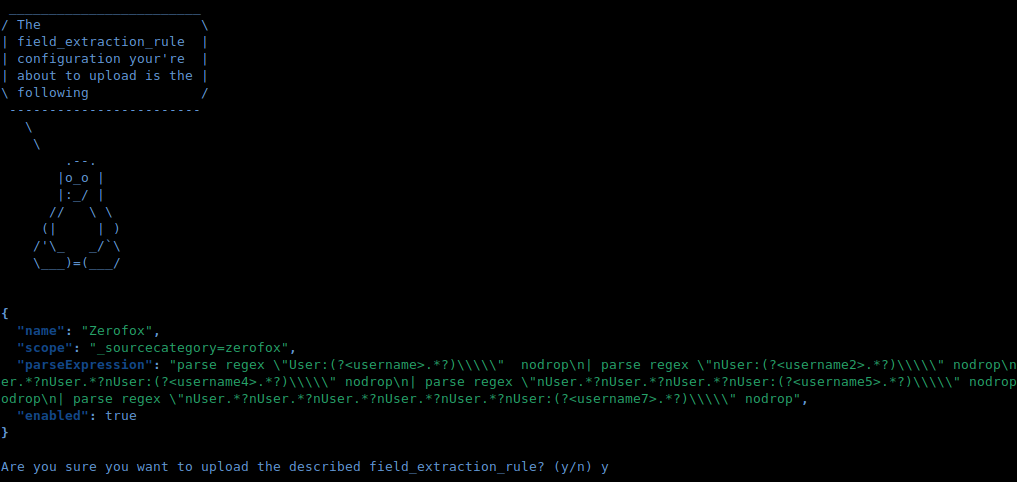 ________________________
/ The                    \
| field_extraction_rule  |
| configuration your're  |
| about to upload is the |
\ following              /
 ------------------------
   \
    \
        .--.
       |o_o |
       |:_/ |
      //   \ \
     (|     | )
    /'\_   _/`\
    \___)=(___/
{
  "name": "Zerofox",
  "scope": "_sourcecategory=zerofox",
  "parseExpression": "parse regex \"User:(?<username>.*?)\\\\\"  nodrop\n| parse regex \"nUser:(?<username2>.*?)\\\\\" nodrop\n
er.*?nUser.*?nUser:(?<username4>.*?)\\\\\" nodrop\n| parse regex \"nUser.*?nUser.*?nUser.*?nUser:(?<username5>.*?)\\\\\" nodrop
odrop\n| parse regex \"nUser.*?nUser.*?nUser.*?nUser.*?nUser.*?nUser:(?<username7>.*?)\\\\\" nodrop",
  "enabled": true
}
Are you sure you want to upload the described field_extraction_rule? (y/n) y